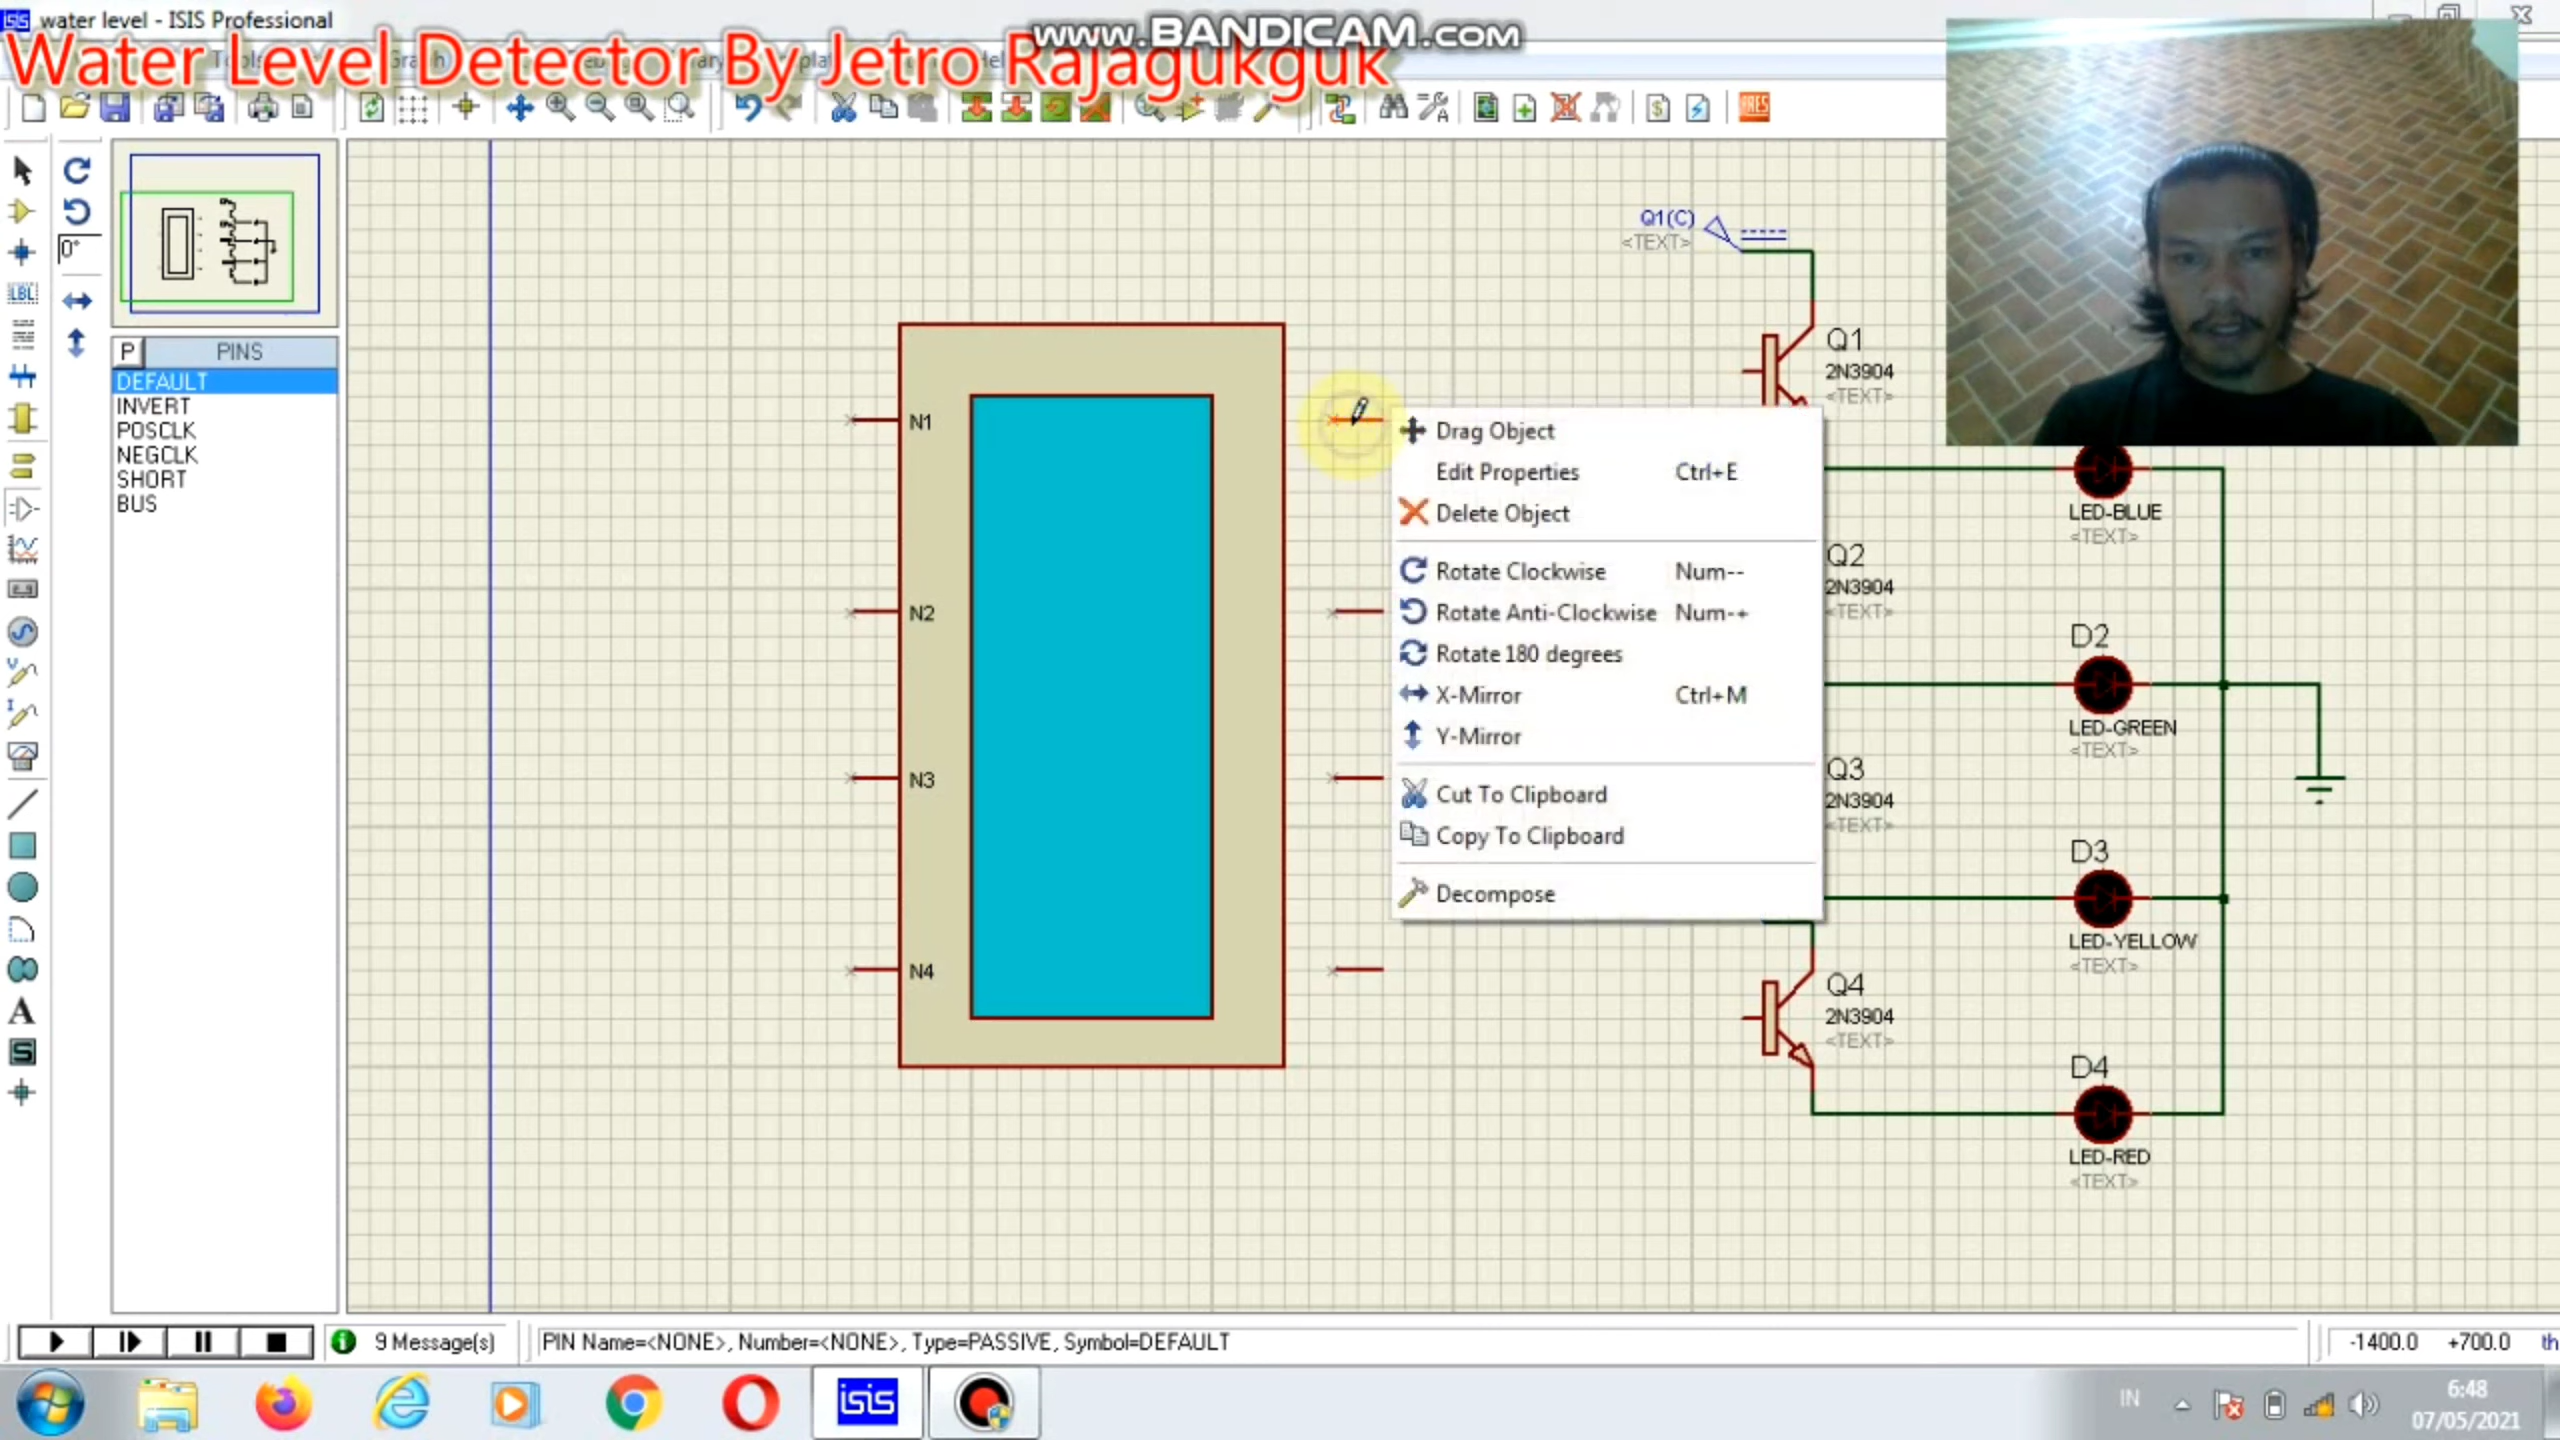 water level - ISIS Professional
www.BANDICAM.com
Water Level Detector By Jetro Rajagukguk
0°
LBL
P PINS
DEFAULT
INVERT
POSCLK
NEGCLK
SHORT
BUS
A
S
N1
N2
N3
N4
Drag Object
Edit Properties Ctrl+E
Delete Object
Rotate Clockwise Num--
Rotate Anti-Clockwise Num-+
Rotate 180 degrees
X-Mirror Ctrl+M
Y-Mirror
Cut To Clipboard
Copy To Clipboard
Decompose
Q1(C)
<TEXT>
Q1
2N3904
<TEXT>
LED-BLUE
<TEXT>
Q2
2N3904
<TEXT>
D2
LED-GREEN
<TEXT>
Q3
2N3904
<TEXT>
D3
LED-YELLOW
<TEXT>
Q4
2N3904
<TEXT>
D4
LED-RED
<TEXT>
9 Message(s)
PIN Name=<NONE>, Number=<NONE>, Type=PASSIVE, Symbol=DEFAULT
-1400.0 +700.0 th
isis
IN
6:48
07/05/2021